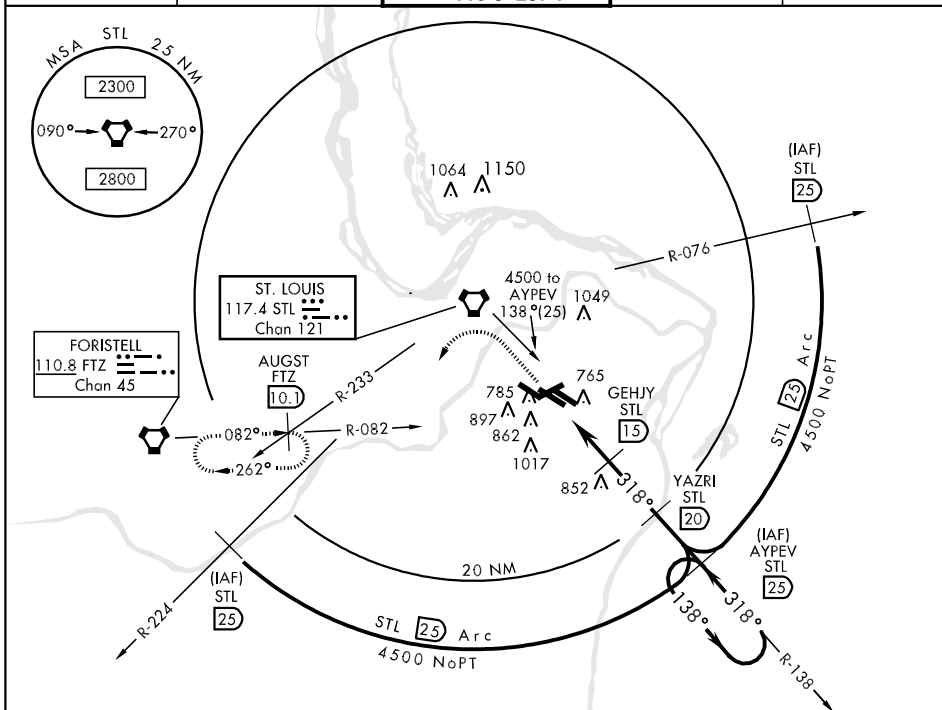 MSA STL 25 NM
2300
090°
270°
2800
1064
1150
(IAF)
STL
25
R-076
ST. LOUIS
117.4 STL
Chan 121
4500 to
AYPEV
138°(25)
1049
FORISTELL
110.8 FTZ
Chan 45
AUGST
FTZ
10.1
R-233
082°
R-082
262°
785
765
897
862
1017
GEHJY
STL
15
852
318°
YAZRI
STL
20
STL 25 Arc
4500 NoPT
(IAF)
AYPEV
STL
25
20 NM
(IAF)
STL
25
R-224
STL 25 Arc
4500 NoPT
138°
318°
R-138